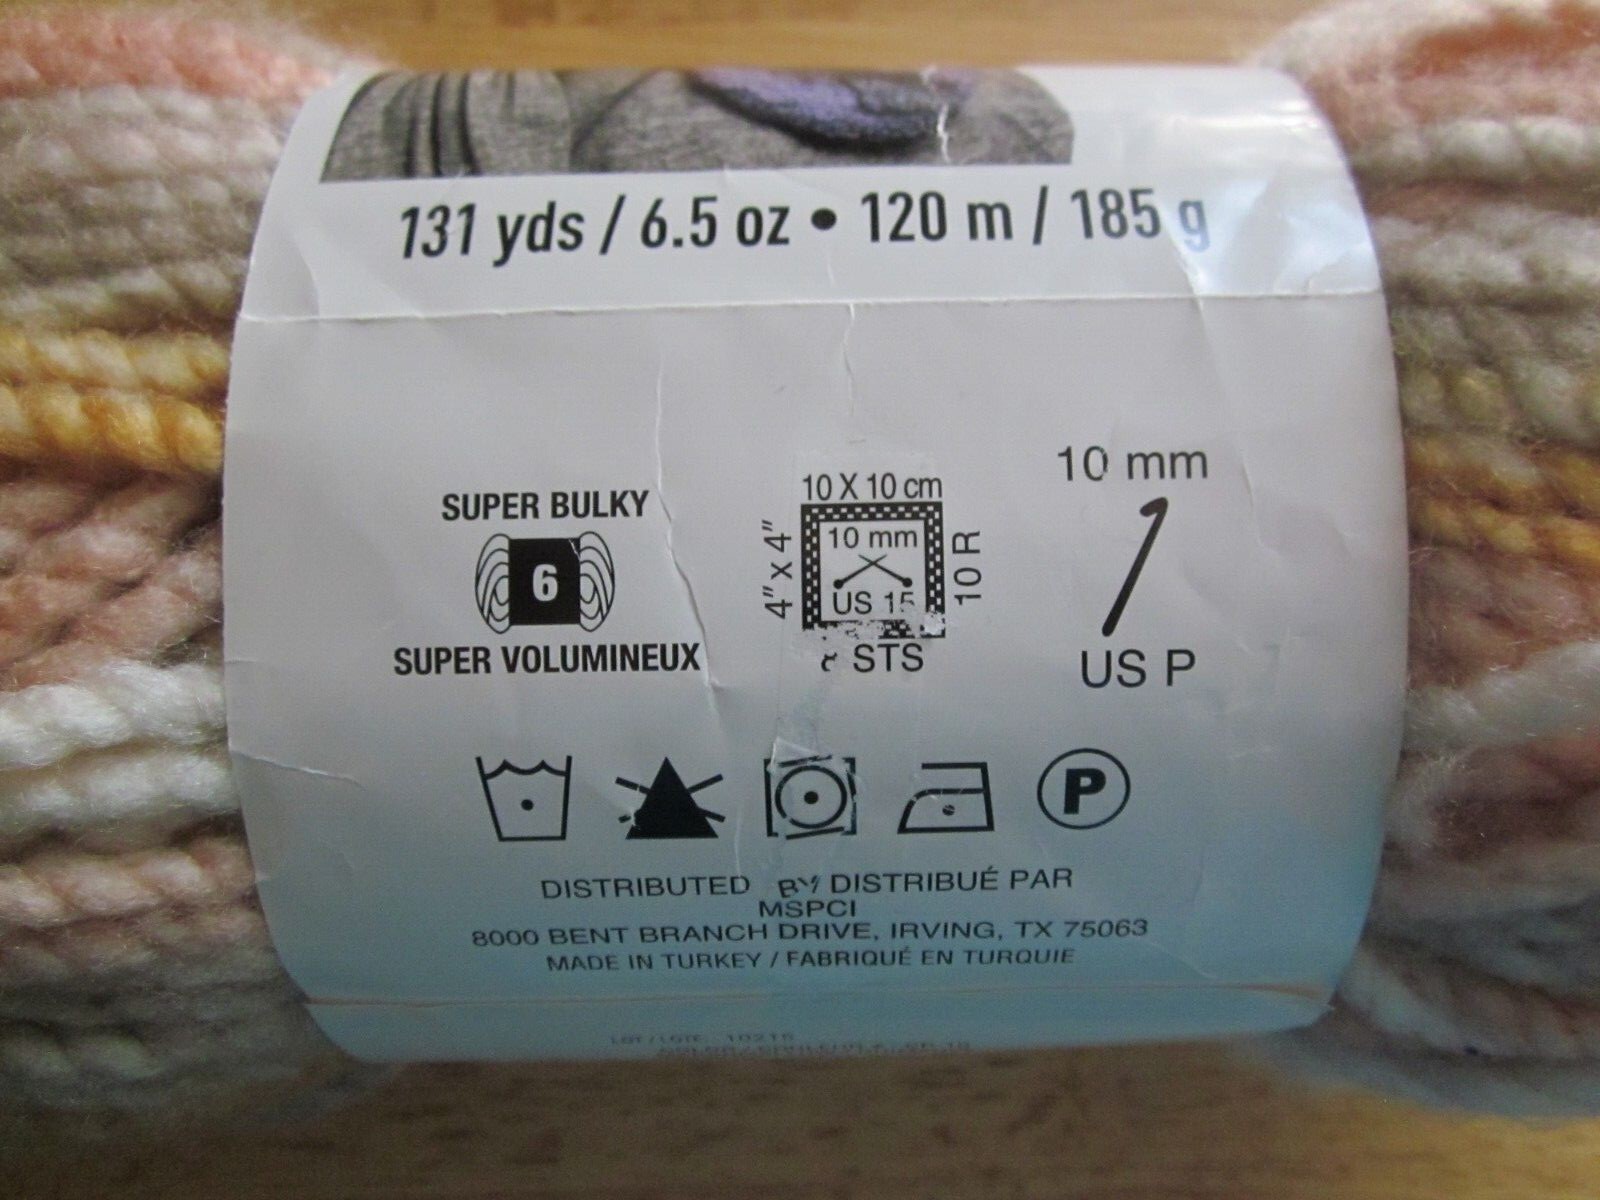 131 yds / 6.5 oz • 120 m / 185 g
SUPER BULKY
6
SUPER VOLUMINEUX
10 X 10 cm
4" x 4"
10 mm
US 15
10 R
STS
10 mm
US P
P
DISTRIBUTED BY / DISTRIBUÉ PAR
MSPCI
8000 BENT BRANCH DRIVE, IRVING, TX 75063
MADE IN TURKEY / FABRIQUÉ EN TURQUIE